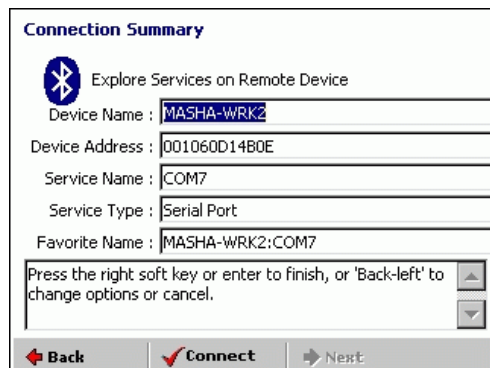 Connection Summary
Explore Services on Remote Device
Device Name : MASHA-WRK2
Device Address : 001060D14B0E
Service Name : COM7
Service Type : Serial Port
Favorite Name : MASHA-WRK2:COM7
Press the right soft key or enter to finish, or 'Back-left' to
change options or cancel.
Back Connect Next